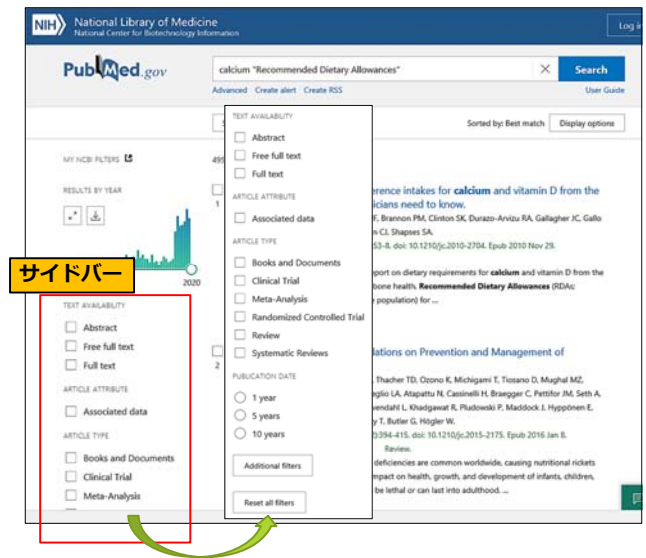 NIH National Library of Medicine
National Center for Biotechnology Information
Log i
PubMed.gov
calcium "Recommended Dietary Allowances"
Search
Advanced Create alert Create RSS
User Guide
S
Sorted by: Best match
Display options
MY NCBI FILTERS
495
RESULTS BY YEAR
2020
サイドバー
TEXT AVAILABILITY
Abstract
Free full text
Full text
ARTICLE ATTRIBUTE
Associated data
ARTICLE TYPE
Books and Documents
Clinical Trial
Meta-Analysis
TEXT AVAILABILITY
Abstract
Free full text
Full text
ARTICLE ATTRIBUTE
Associated data
ARTICLE TYPE
Books and Documents
Clinical Trial
Meta-Analysis
Randomized Controlled Trial
Review
Systematic Reviews
PUBLICATION DATE
1 year
5 years
10 years
Additional filters
Reset all filters
1
erence intakes for calcium and vitamin D from the
icians need to know.
F, Brannon PM, Clinton SK, Durazo-Arvizu RA, Gallagher JC, Gallo
n CJ, Shapses SA.
53-8. doi: 10.1210/jc.2010-2704. Epub 2010 Nov 29.
port on dietary requirements for calcium and vitamin D from the
bone health, Recommended Dietary Allowances (RDAs;
population) for ...
2
lations on Prevention and Management of
, Thacher TD, Ozono K, Michigami T, Tiosano D, Mughal MZ,
eglio LA, Atapattu N, Cassinelli H, Braegger C, Pettifor JM, Seth A,
vendahl L, Khadgawat R, Pludowski P, Maddock J, Hyppönen E,
y T, Butler G, Högler W.
):394-415. doi: 10.1210/jc.2015-2175. Epub 2016 Jan 8.
Review.
deficiencies are common worldwide, causing nutritional rickets
mpact on health, growth, and development of infants, children,
be lethal or can last into adulthood. ...